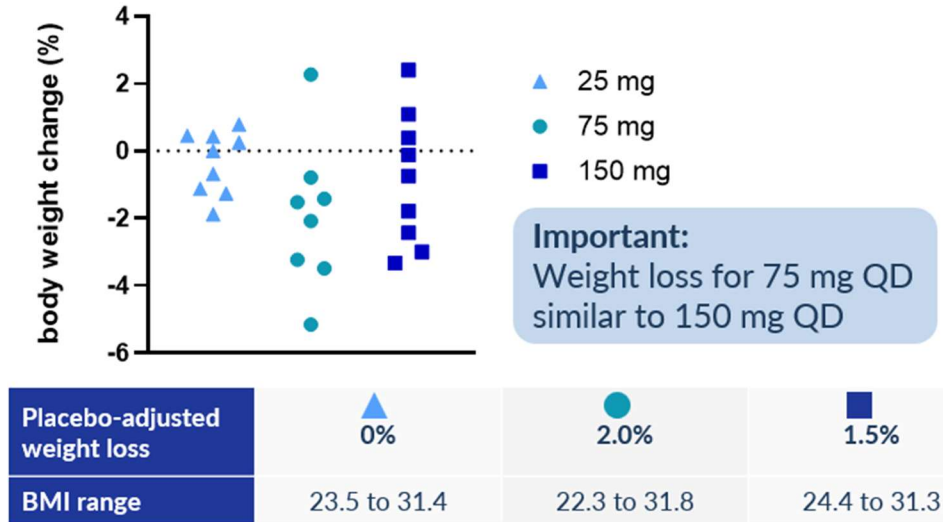 body weight change (%)
4
2
0
-2
-4
-6
25 mg
75 mg
150 mg
Important:
Weight loss for 75 mg QD
similar to 150 mg QD
Placebo-adjusted
weight loss
0%
2.0%
1.5%
BMI range
23.5 to 31.4
22.3 to 31.8
24.4 to 31.3